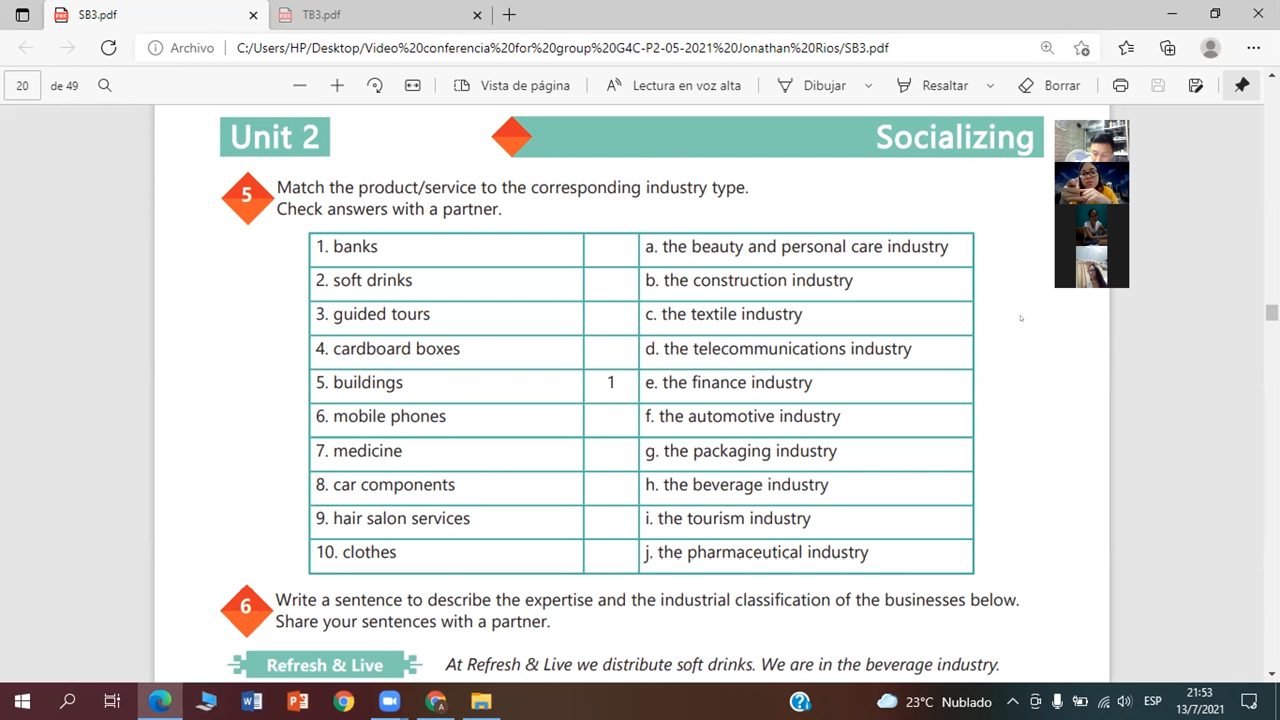 SB3.pdf
TB3.pdf
Archivo
C:/Users/HP/Desktop/Video%20conferencia%20for%20group%20G4C-P2-05-2021%20Jonathan%20Rios/SB3.pdf
20 de 49
Vista de página
Lectura en voz alta
Dibujar
Resaltar
Borrar
Unit 2
Socializing
5
Match the product/service to the corresponding industry type.
Check answers with a partner.
1. banks a. the beauty and personal care industry
2. soft drinks b. the construction industry
3. guided tours c. the textile industry
4. cardboard boxes d. the telecommunications industry
5. buildings 1 e. the finance industry
6. mobile phones f. the automotive industry
7. medicine g. the packaging industry
8. car components h. the beverage industry
9. hair salon services i. the tourism industry
10. clothes j. the pharmaceutical industry
6
Write a sentence to describe the expertise and the industrial classification of the businesses below.
Share your sentences with a partner.
Refresh & Live At Refresh & Live we distribute soft drinks. We are in the beverage industry.
23°C Nublado
ESP
21:53
13/7/2021